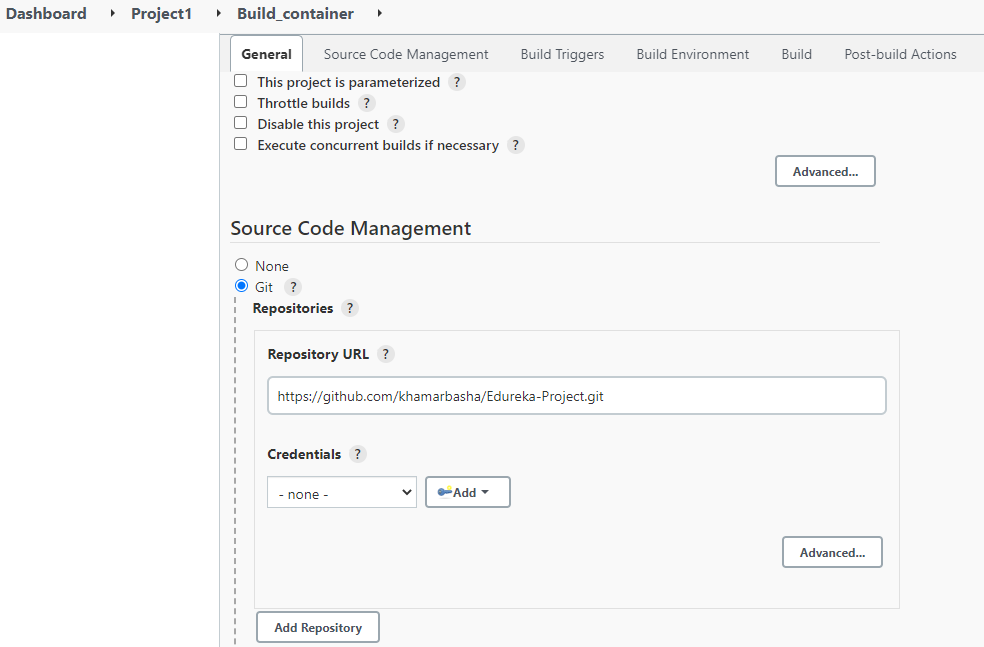 Dashboard Project1 Build_container
General Source Code Management Build Triggers Build Environment Build Post-build Actions
This project is parameterized ?
Throttle builds ?
Disable this project ?
Execute concurrent builds if necessary ?
Advanced...
Source Code Management
None
Git ?
Repositories ?
Repository URL ?
https://github.com/khamarbasha/Edureka-Project.git
Credentials ?
- none - Add
Advanced...
Add Repository